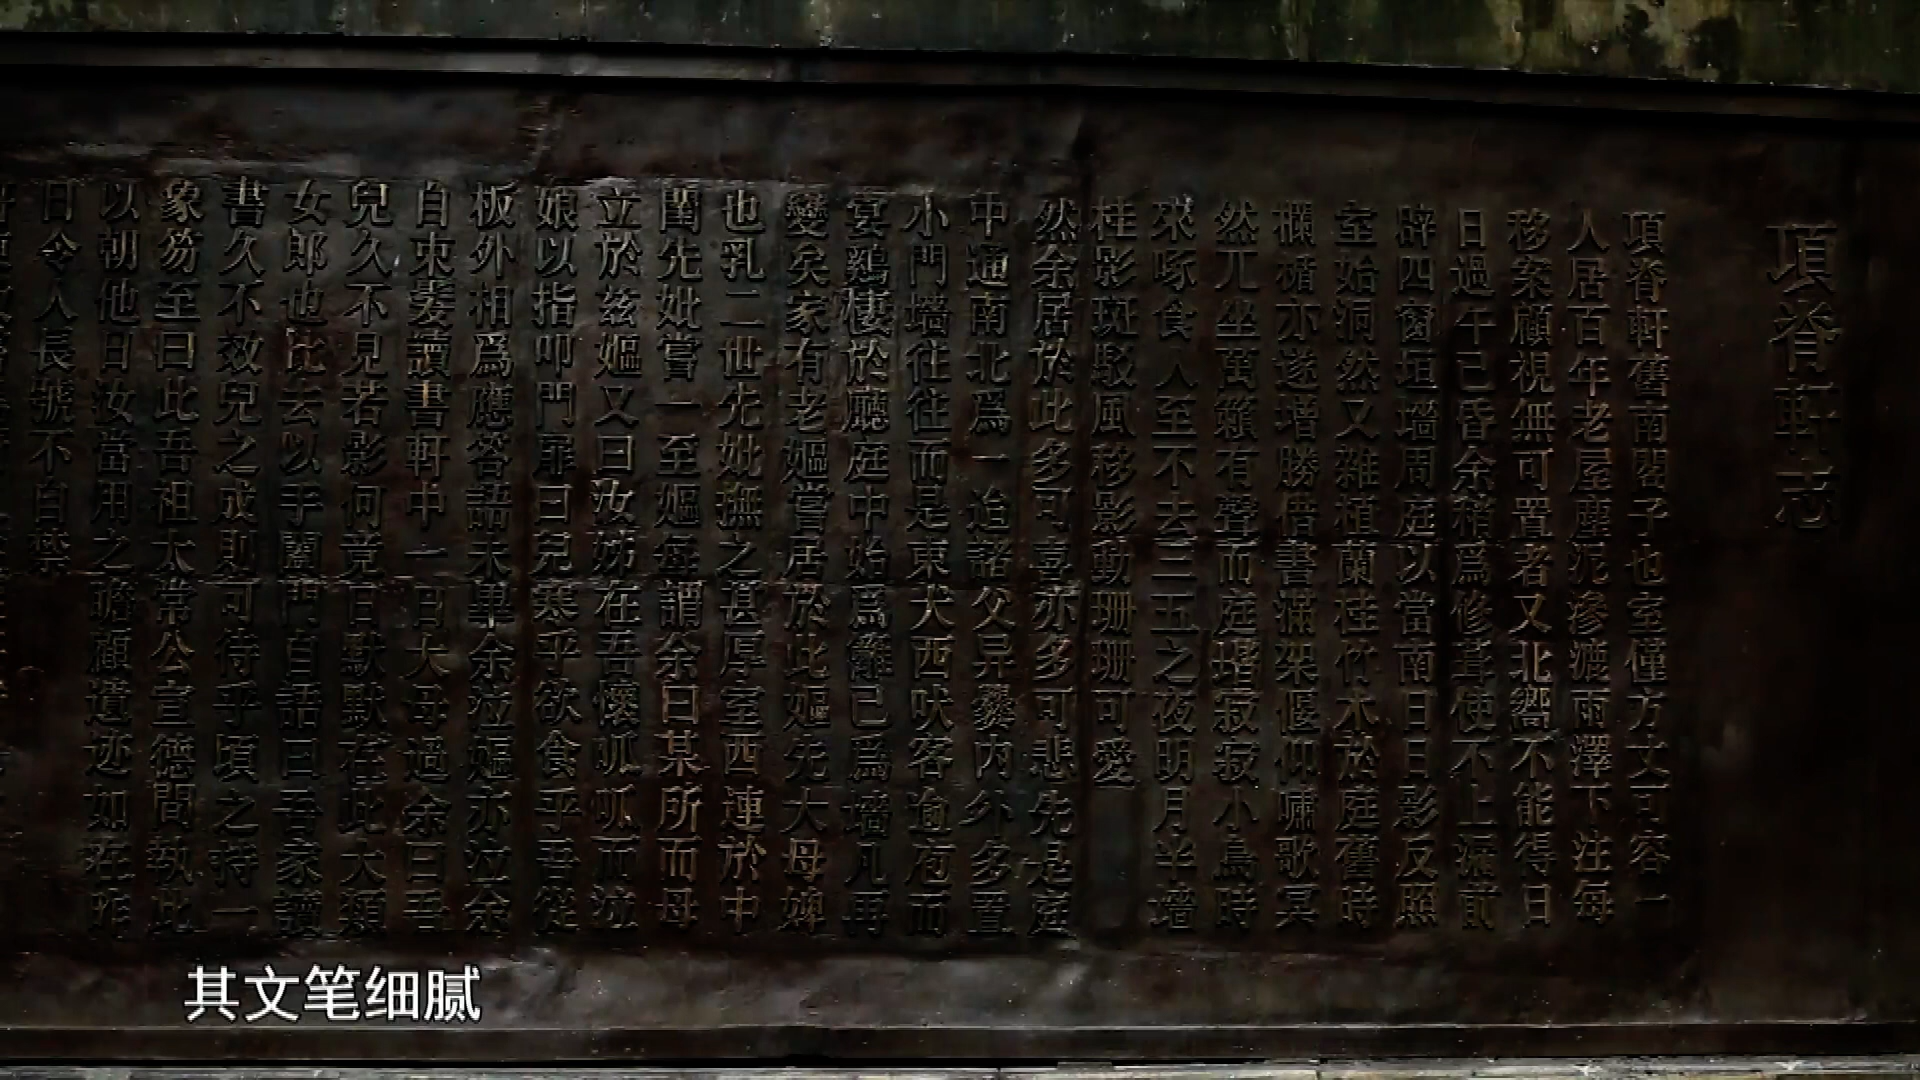 項脊軒志
項脊軒舊南閣子也室僅方丈可容一
人居百年老屋塵泥滲漉雨澤下注每
移案顧視無可置者又北嚮不能得日
日過午已昏余稍爲修葺使不上漏前
辟四窗垣墻周庭以當南日日影反照
室始洞然又雜植蘭桂竹木於庭舊時
欄楯亦遂增勝借書滿架偃仰嘯歌冥
然兀坐萬籟有聲而庭堦寂寂小鳥時
來啄食人至不去三五之夜明月半墻
桂影斑駁風移影動珊珊可愛
然余居於此多可喜亦多可悲先是庭
中通南北爲一迨諸父异爨內外多置
小門墻往往而是東犬西吠客逾庖而
宴鷄棲於廳庭中始爲籬已爲墻凡再
變矣家有老嫗嘗居於此嫗先大母婢
也乳二世先妣撫之甚厚室西連於中
閨先妣嘗一至嫗每謂余曰某所而母
立於茲嫗又曰汝姊在吾懷呱呱而泣
娘以指叩門扉曰兒寒乎欲食乎吾從
板外相爲應答語未畢余泣嫗亦泣余
自束髮讀書軒中一日大母過余曰吾
兒久不見若影何竟日默默在此大類
女郎也比去以手闔門自語曰吾家讀
書久不效兒之成則可待乎頃之持一
象笏至曰此吾祖太常公宣德間執此
以朝他日汝當用之瞻顧遺迹如在昨
日令人長號不自禁
其文笔细腻